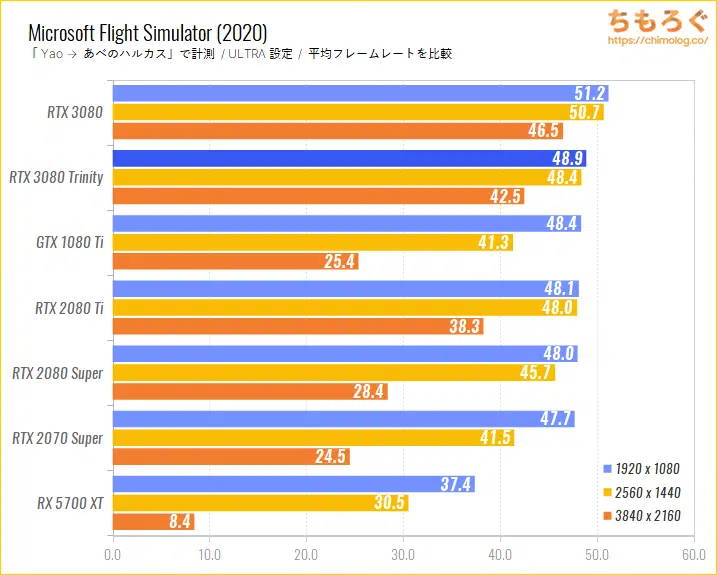 ちもろぐ
https://chimolog.co/
Microsoft Flight Simulator (2020)
「 Yao → あべのハルカス」で計測 / ULTRA 設定 / 平均フレームレートを比較
RTX 3080
51.2
50.7
46.5
RTX 3080 Trinity
48.9
48.4
42.5
GTX 1080 Ti
48.4
41.3
25.4
RTX 2080 Ti
48.1
48.0
38.3
RTX 2080 Super
48.0
45.7
28.4
RTX 2070 Super
47.7
41.5
24.5
RX 5700 XT
37.4
30.5
8.4
1920 x 1080
2560 x 1440
3840 x 2160
0.0 10.0 20.0 30.0 40.0 50.0 60.0